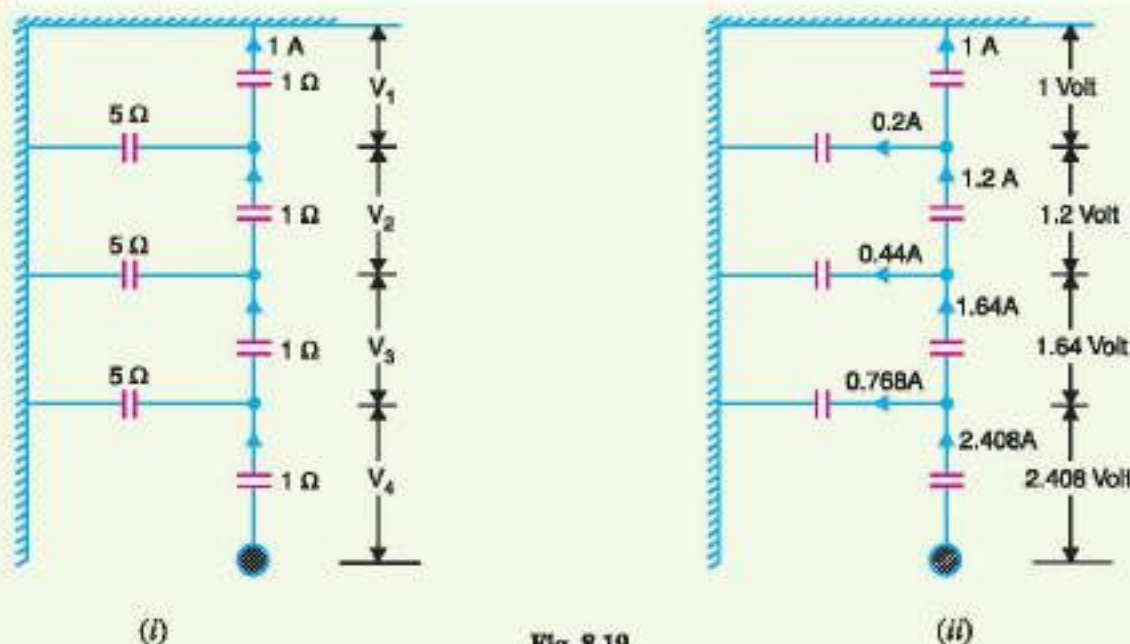 1 A
1 Ω
V1
5 Ω
1 Ω
V2
5 Ω
1 Ω
V3
5 Ω
1 Ω
V4
(i)
1 A
1 Volt
0.2A
1.2 A
1.2 Volt
0.44A
1.64A
1.64 Volt
0.768A
2.408A
2.408 Volt
(ii)
Fig. 8.19